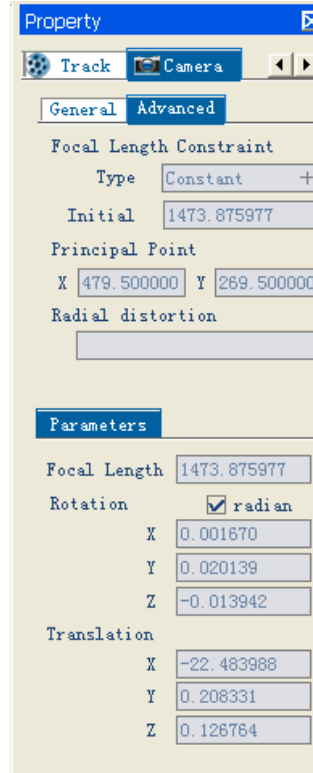 Property
Track Camera
General Advanced
Focal Length Constraint
Type Constant
Initial 1473.875977
Principal Point
X 479.500000 Y 269.500000
Radial distortion
Parameters
Focal Length 1473.875977
Rotation radian
X 0.001670
Y 0.020139
Z -0.013942
Translation
X -22.483988
Y 0.208331
Z 0.126764